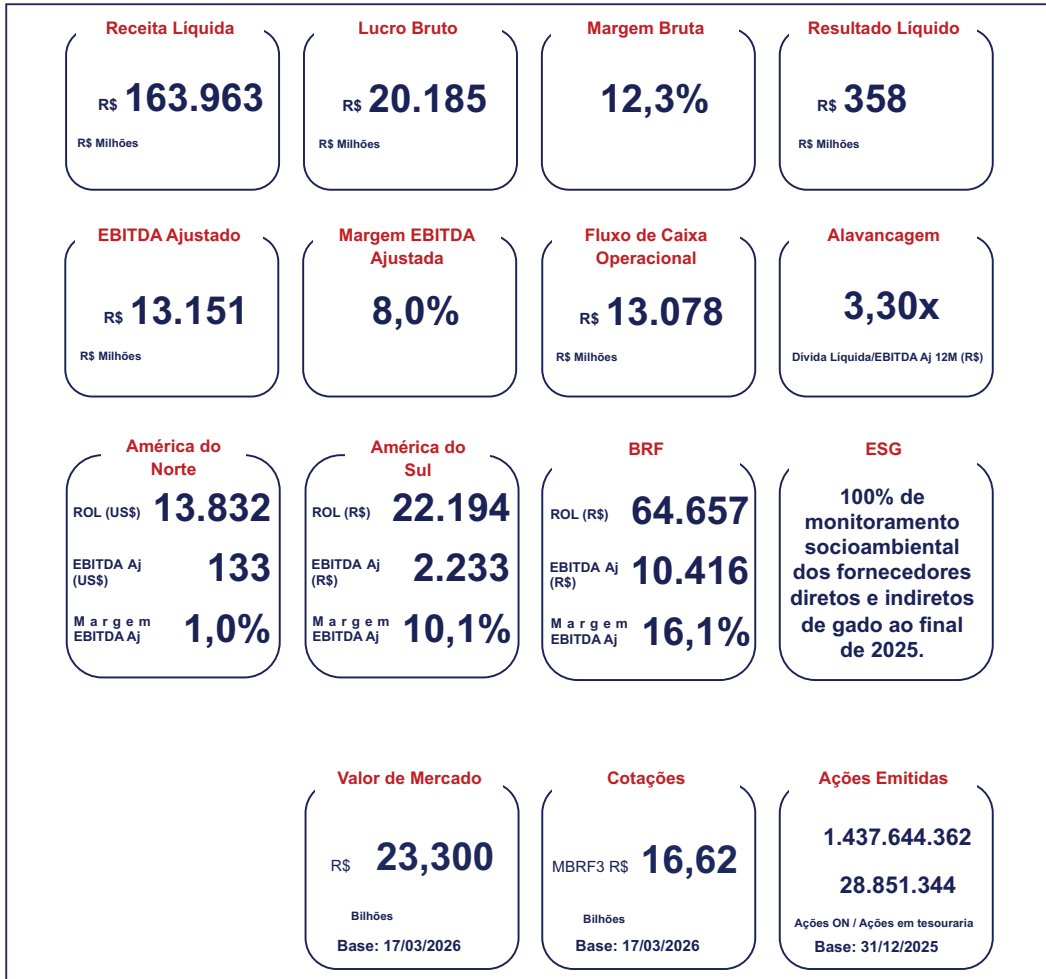 Receita Líquida
R$ 163.963
R$ Milhões
Lucro Bruto
R$ 20.185
R$ Milhões
Margem Bruta
12,3%
Resultado Líquido
R$ 358
R$ Milhões
EBITDA Ajustado
R$ 13.151
R$ Milhões
Margem EBITDA
Ajustada
8,0%
Fluxo de Caixa
Operacional
R$ 13.078
R$ Milhões
Alavancagem
3,30x
Dívida Líquida/EBITDA Aj 12M (R$)
América do
Norte
ROL (US$) 13.832
EBITDA Aj
(US$) 133
Margem
EBITDA Aj 1,0%
América do
Sul
ROL (R$) 22.194
EBITDA Aj
(R$) 2.233
Margem
EBITDA Aj 10,1%
BRF
ROL (R$) 64.657
EBITDA Aj
(R$) 10.416
Margem
EBITDA Aj 16,1%
ESG
100% de
monitoramento
socioambiental
dos fornecedores
diretos e indiretos
de gado ao final
de 2025.
Valor de Mercado
R$ 23,300
Bilhões
Base: 17/03/2026
Cotações
MBRF3 R$ 16,62
Bilhões
Base: 17/03/2026
Ações Emitidas
1.437.644.362
28.851.344
Ações ON / Ações em tesouraria
Base: 31/12/2025